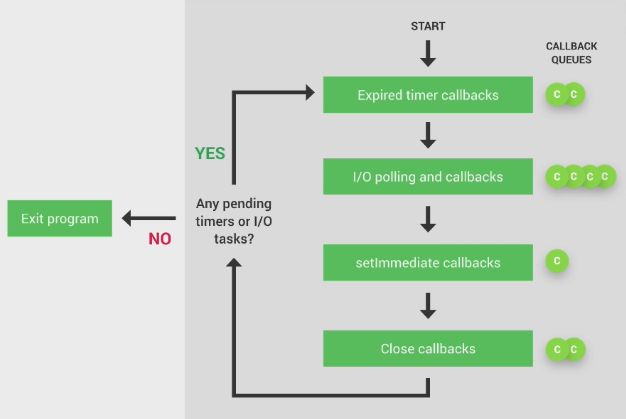 START
CALLBACK
QUEUES
Expired timer callbacks
C C
YES
I/O polling and callbacks
C C C C
Any pending
timers or I/O
tasks?
Exit program
NO
setImmediate callbacks
C
Close callbacks
C C